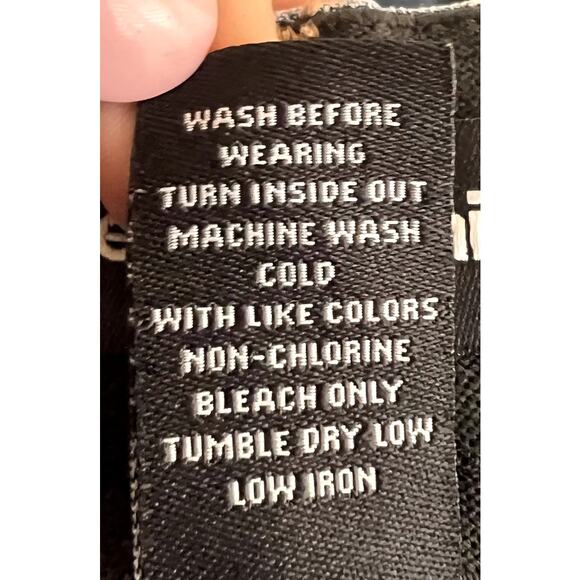 WASH BEFORE
WEARING
TURN INSIDE OUT
MACHINE WASH
COLD
WITH LIKE COLORS
NON-CHLORINE
BLEACH ONLY
TUMBLE DRY LOW
LOW IRON